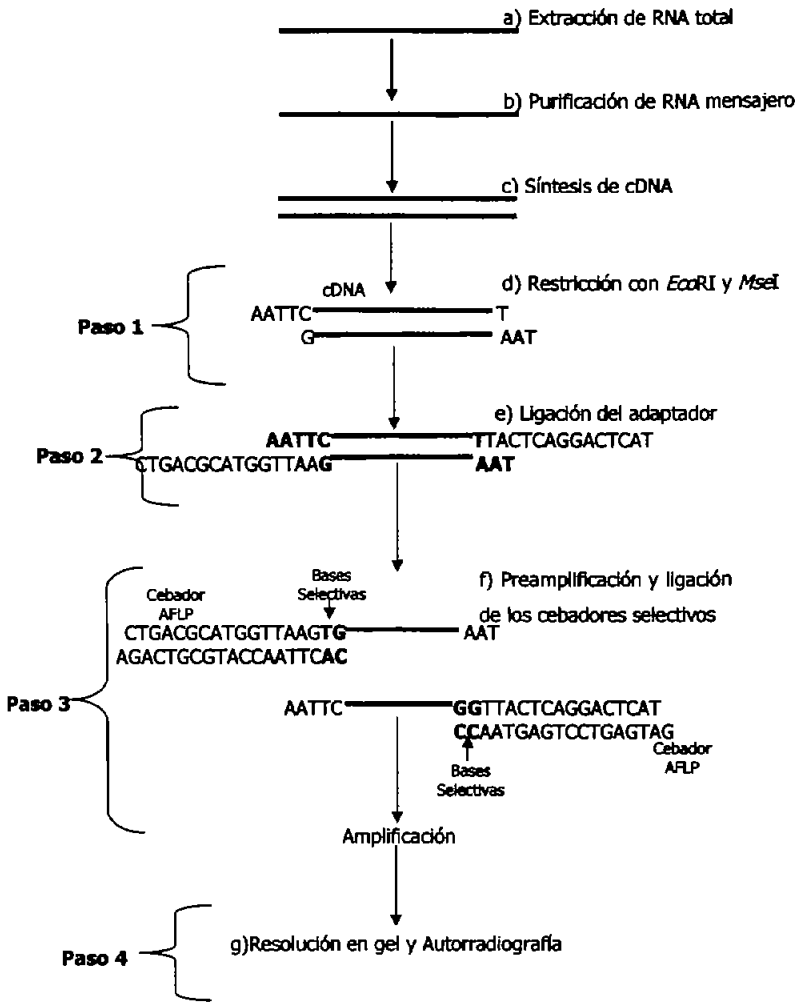 a) Extracción de RNA total
b) Purificación de RNA mensajero
c) Síntesis de cDNA
d) Restricción con EcoRI y MseI
cDNA
AATTC T
Paso 1
G AAT
e) Ligación del adaptador
AATTC TTACTCAGGACTCAT
Paso 2
CTGACGCATGGTTAAG AAT
f) Preamplificación y ligación
de los cebadores selectivos
Bases
Selectivas
Cebador
AFLP
CTGACGCATGGTTAAGTG AAT
AGACTGCGTACCAATTCAC
Paso 3
AATTC GGTTACTCAGGACTCAT
CCAATGAGTCCTGAGTAG
Cebador
AFLP
Bases
Selectivas
Amplificación
Paso 4
g)Resolución en gel y Autorradiografía